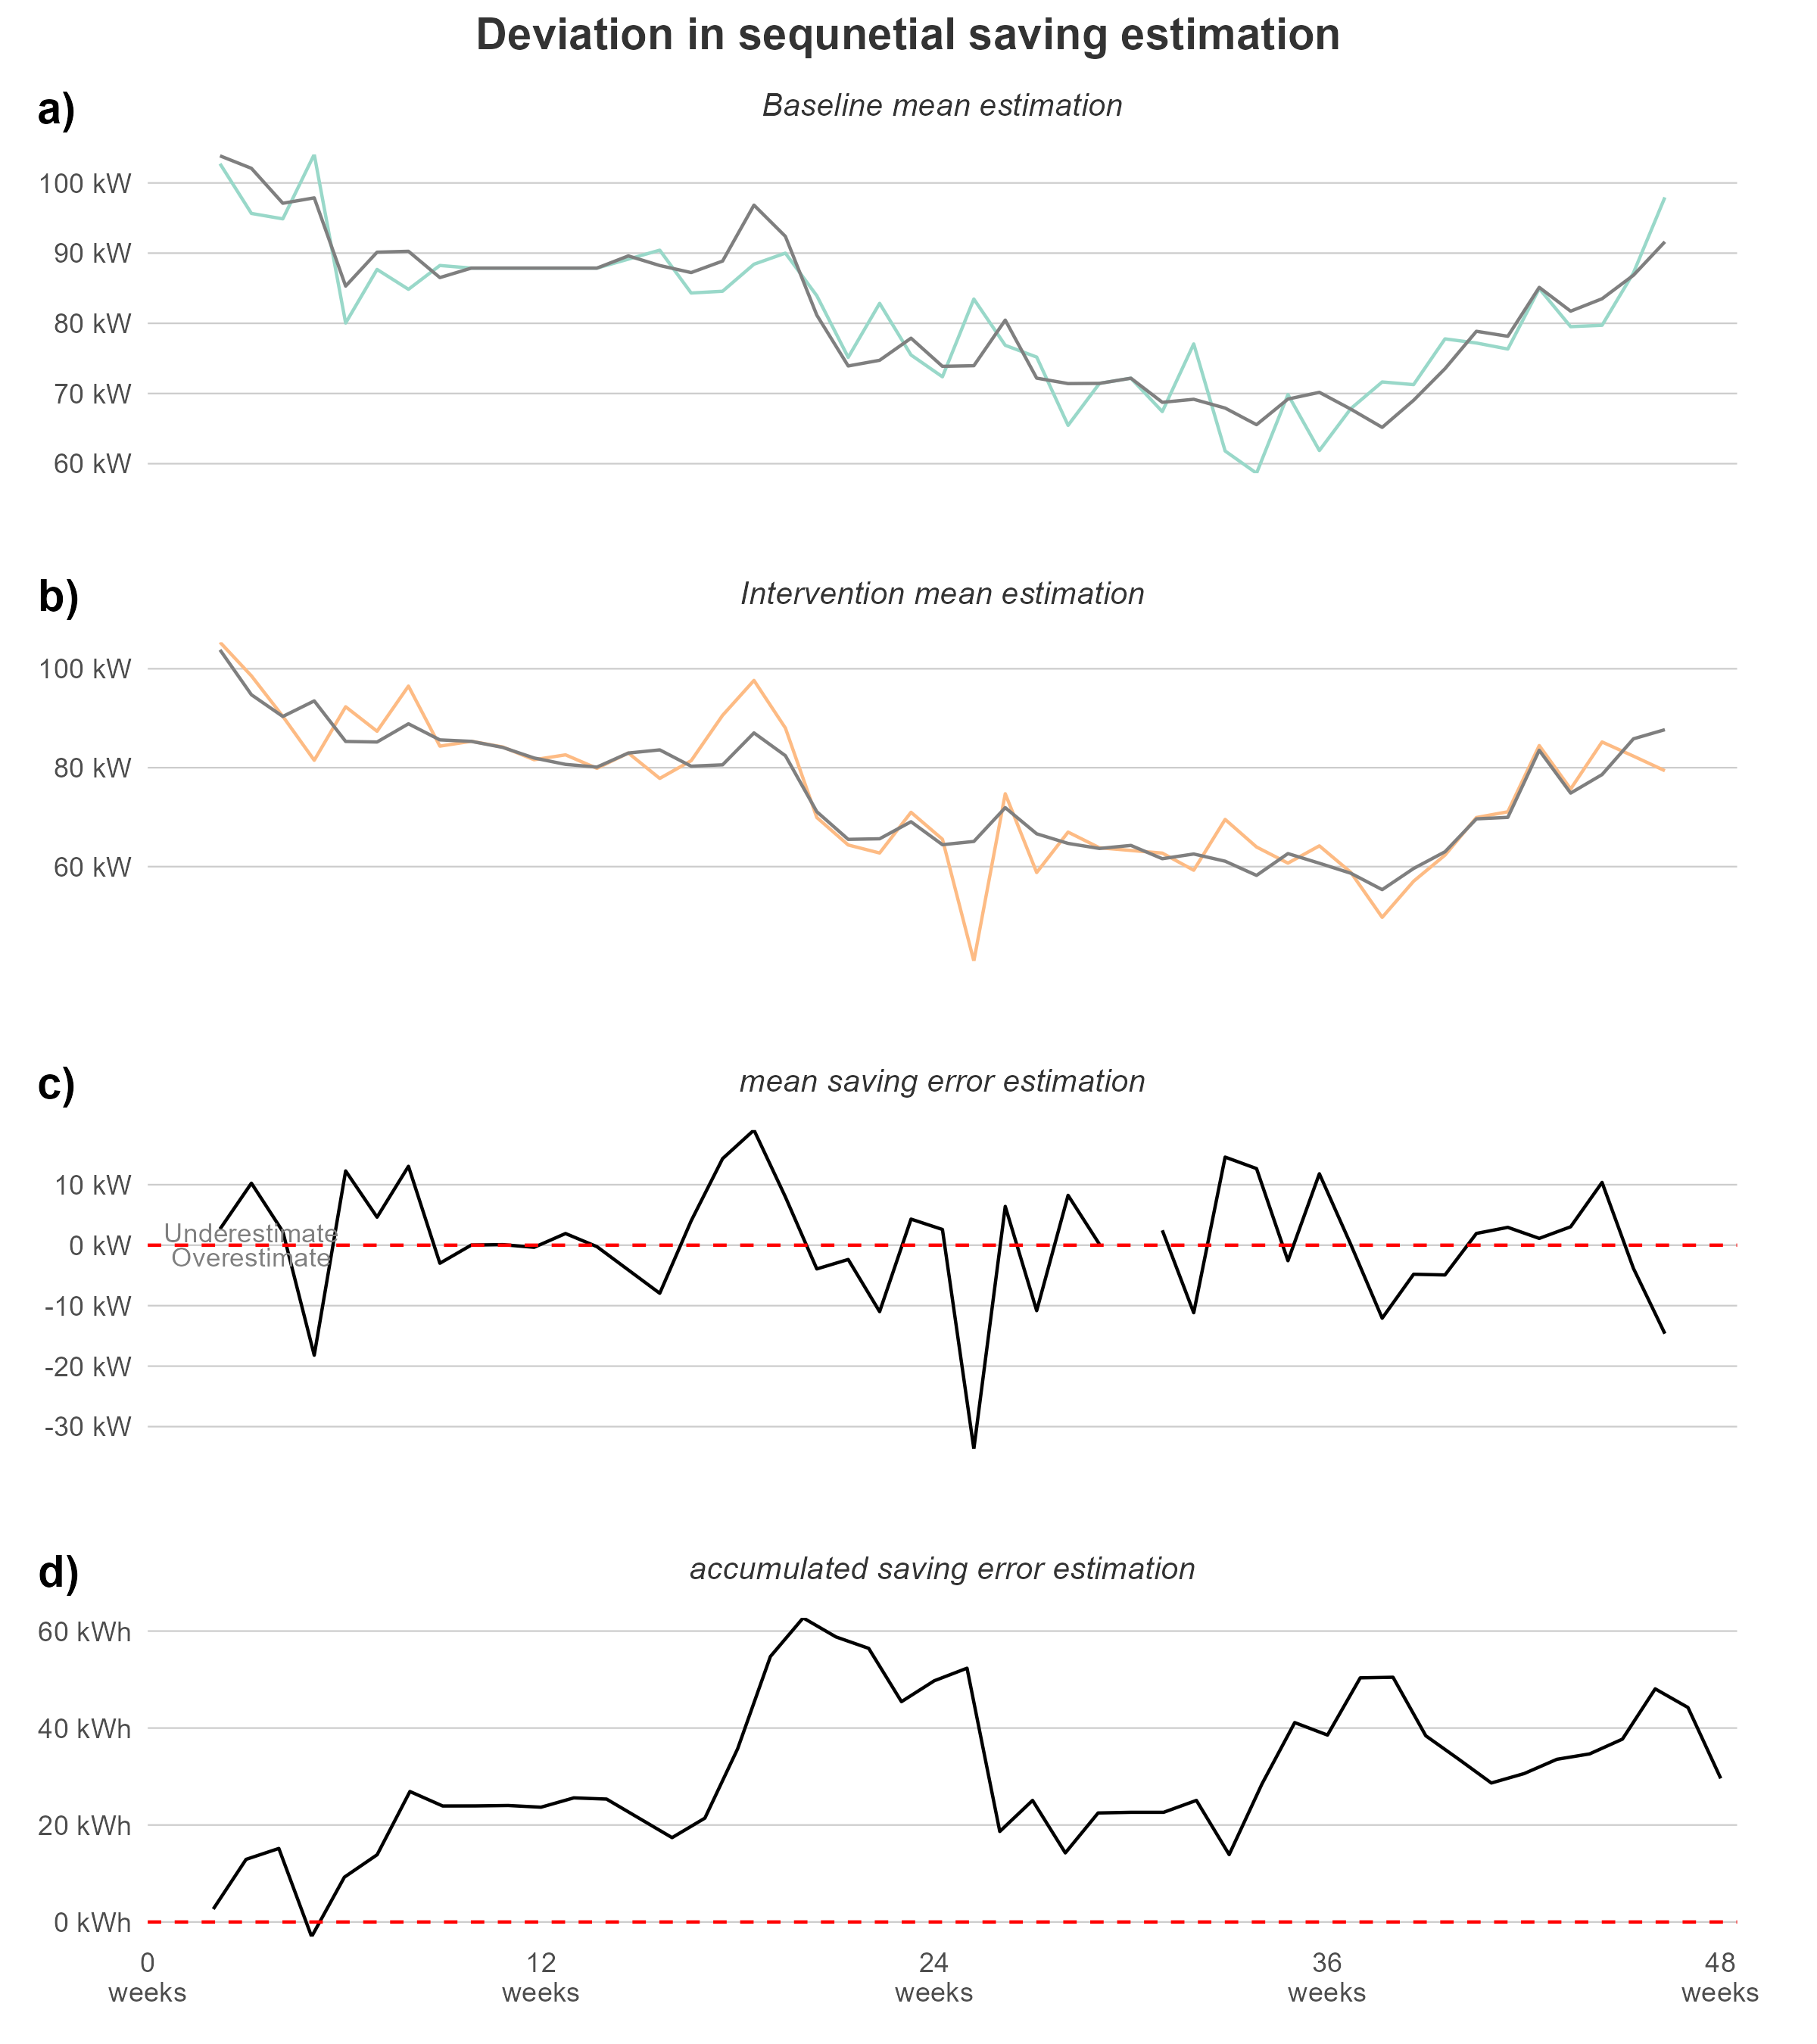 Deviation in sequnetial saving estimation
a)
Baseline mean estimation
100 kW
90 kW
80 kW
70 kW
60 kW
b)
Intervention mean estimation
100 kW
80 kW
60 kW
c)
mean saving error estimation
10 kW
Underestimate
0 kW
Overestimate
-10 kW
-20 kW
-30 kW
d)
accumulated saving error estimation
60 kWh
40 kWh
20 kWh
0 kWh
0 12 24 36 48
weeks weeks weeks weeks weeks